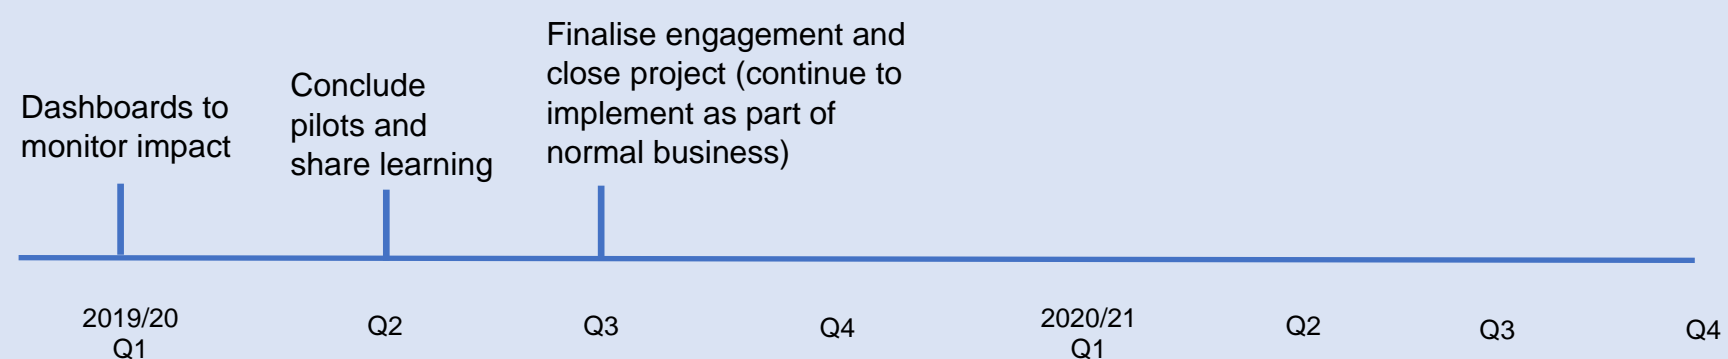 Dashboards to
monitor impact
Conclude
pilots and
share learning
Finalise engagement and
close project (continue to
implement as part of
normal business)
2019/20
Q1
Q2
Q3
Q4
2020/21
Q1
Q2
Q3
Q4